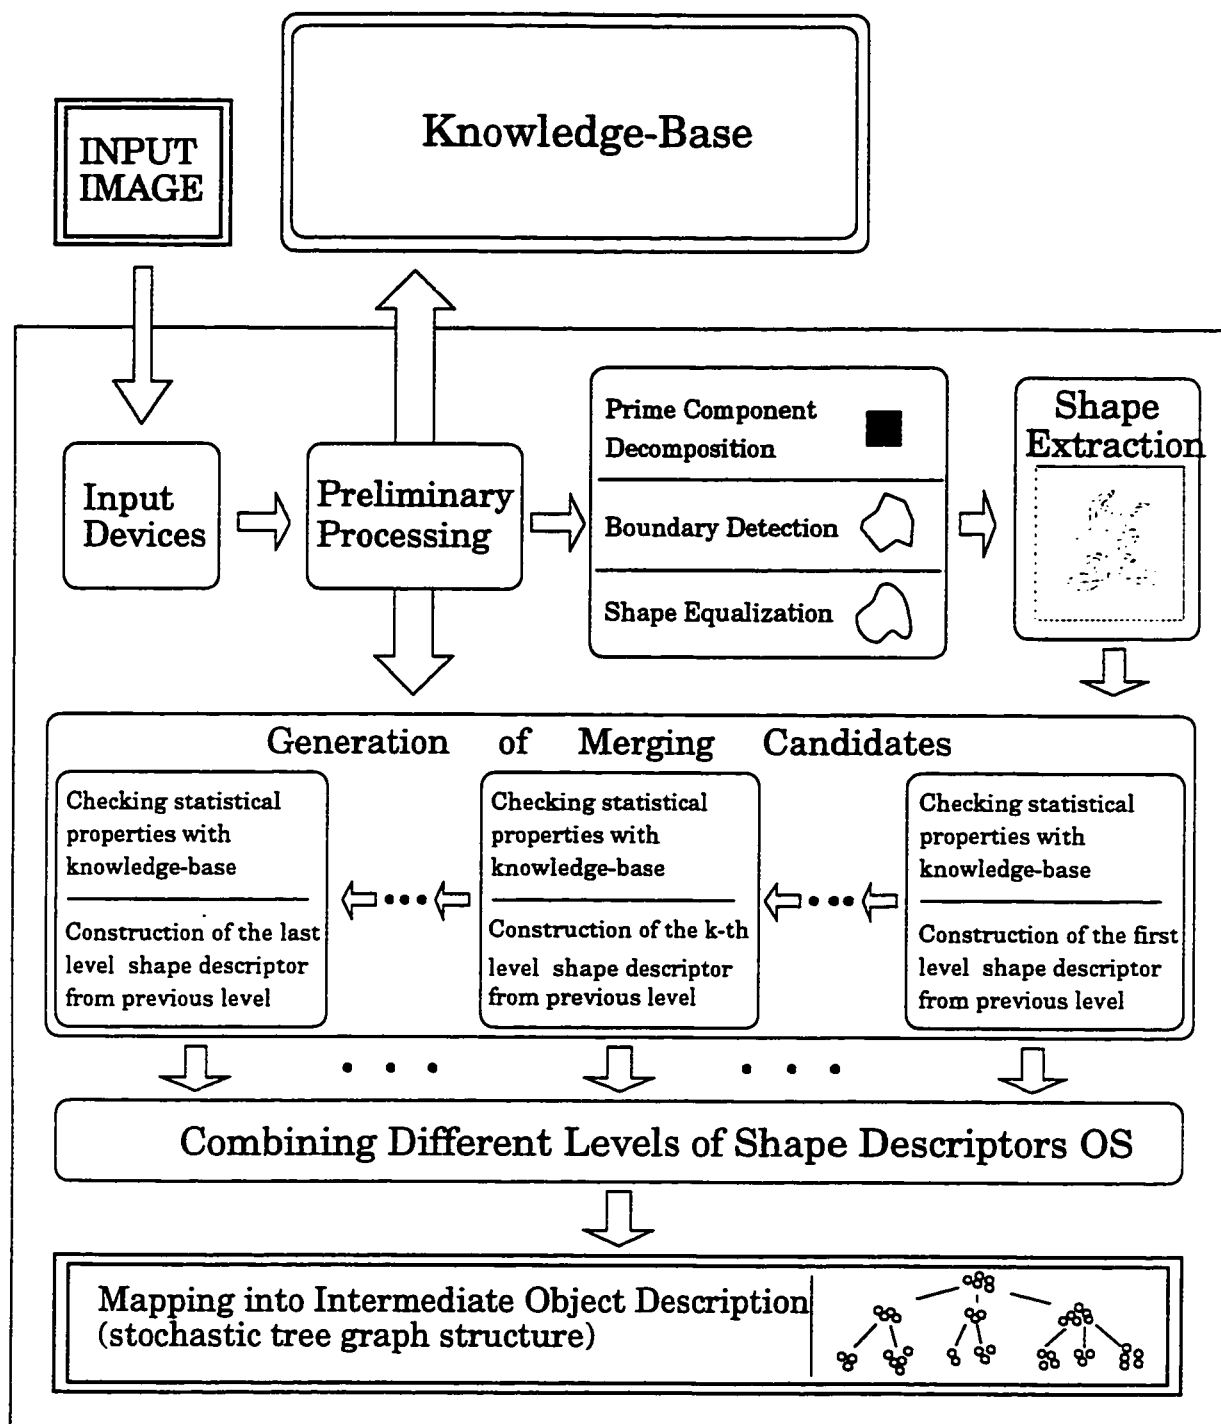 Knowledge-Base
INPUT
IMAGE
Input
Devices
Preliminary
Processing
Prime Component
Decomposition
Boundary Detection
Shape Equalization
Shape
Extraction
Generation of Merging Candidates
Checking statistical
properties with
knowledge-base
Construction of the last
level shape descriptor
from previous level
Checking statistical
properties with
knowledge-base
Construction of the k-th
level shape descriptor
from previous level
Checking statistical
properties with
knowledge-base
Construction of the first
level shape descriptor
from previous level
Combining Different Levels of Shape Descriptors OS
Mapping into Intermediate Object Description
(stochastic tree graph structure)